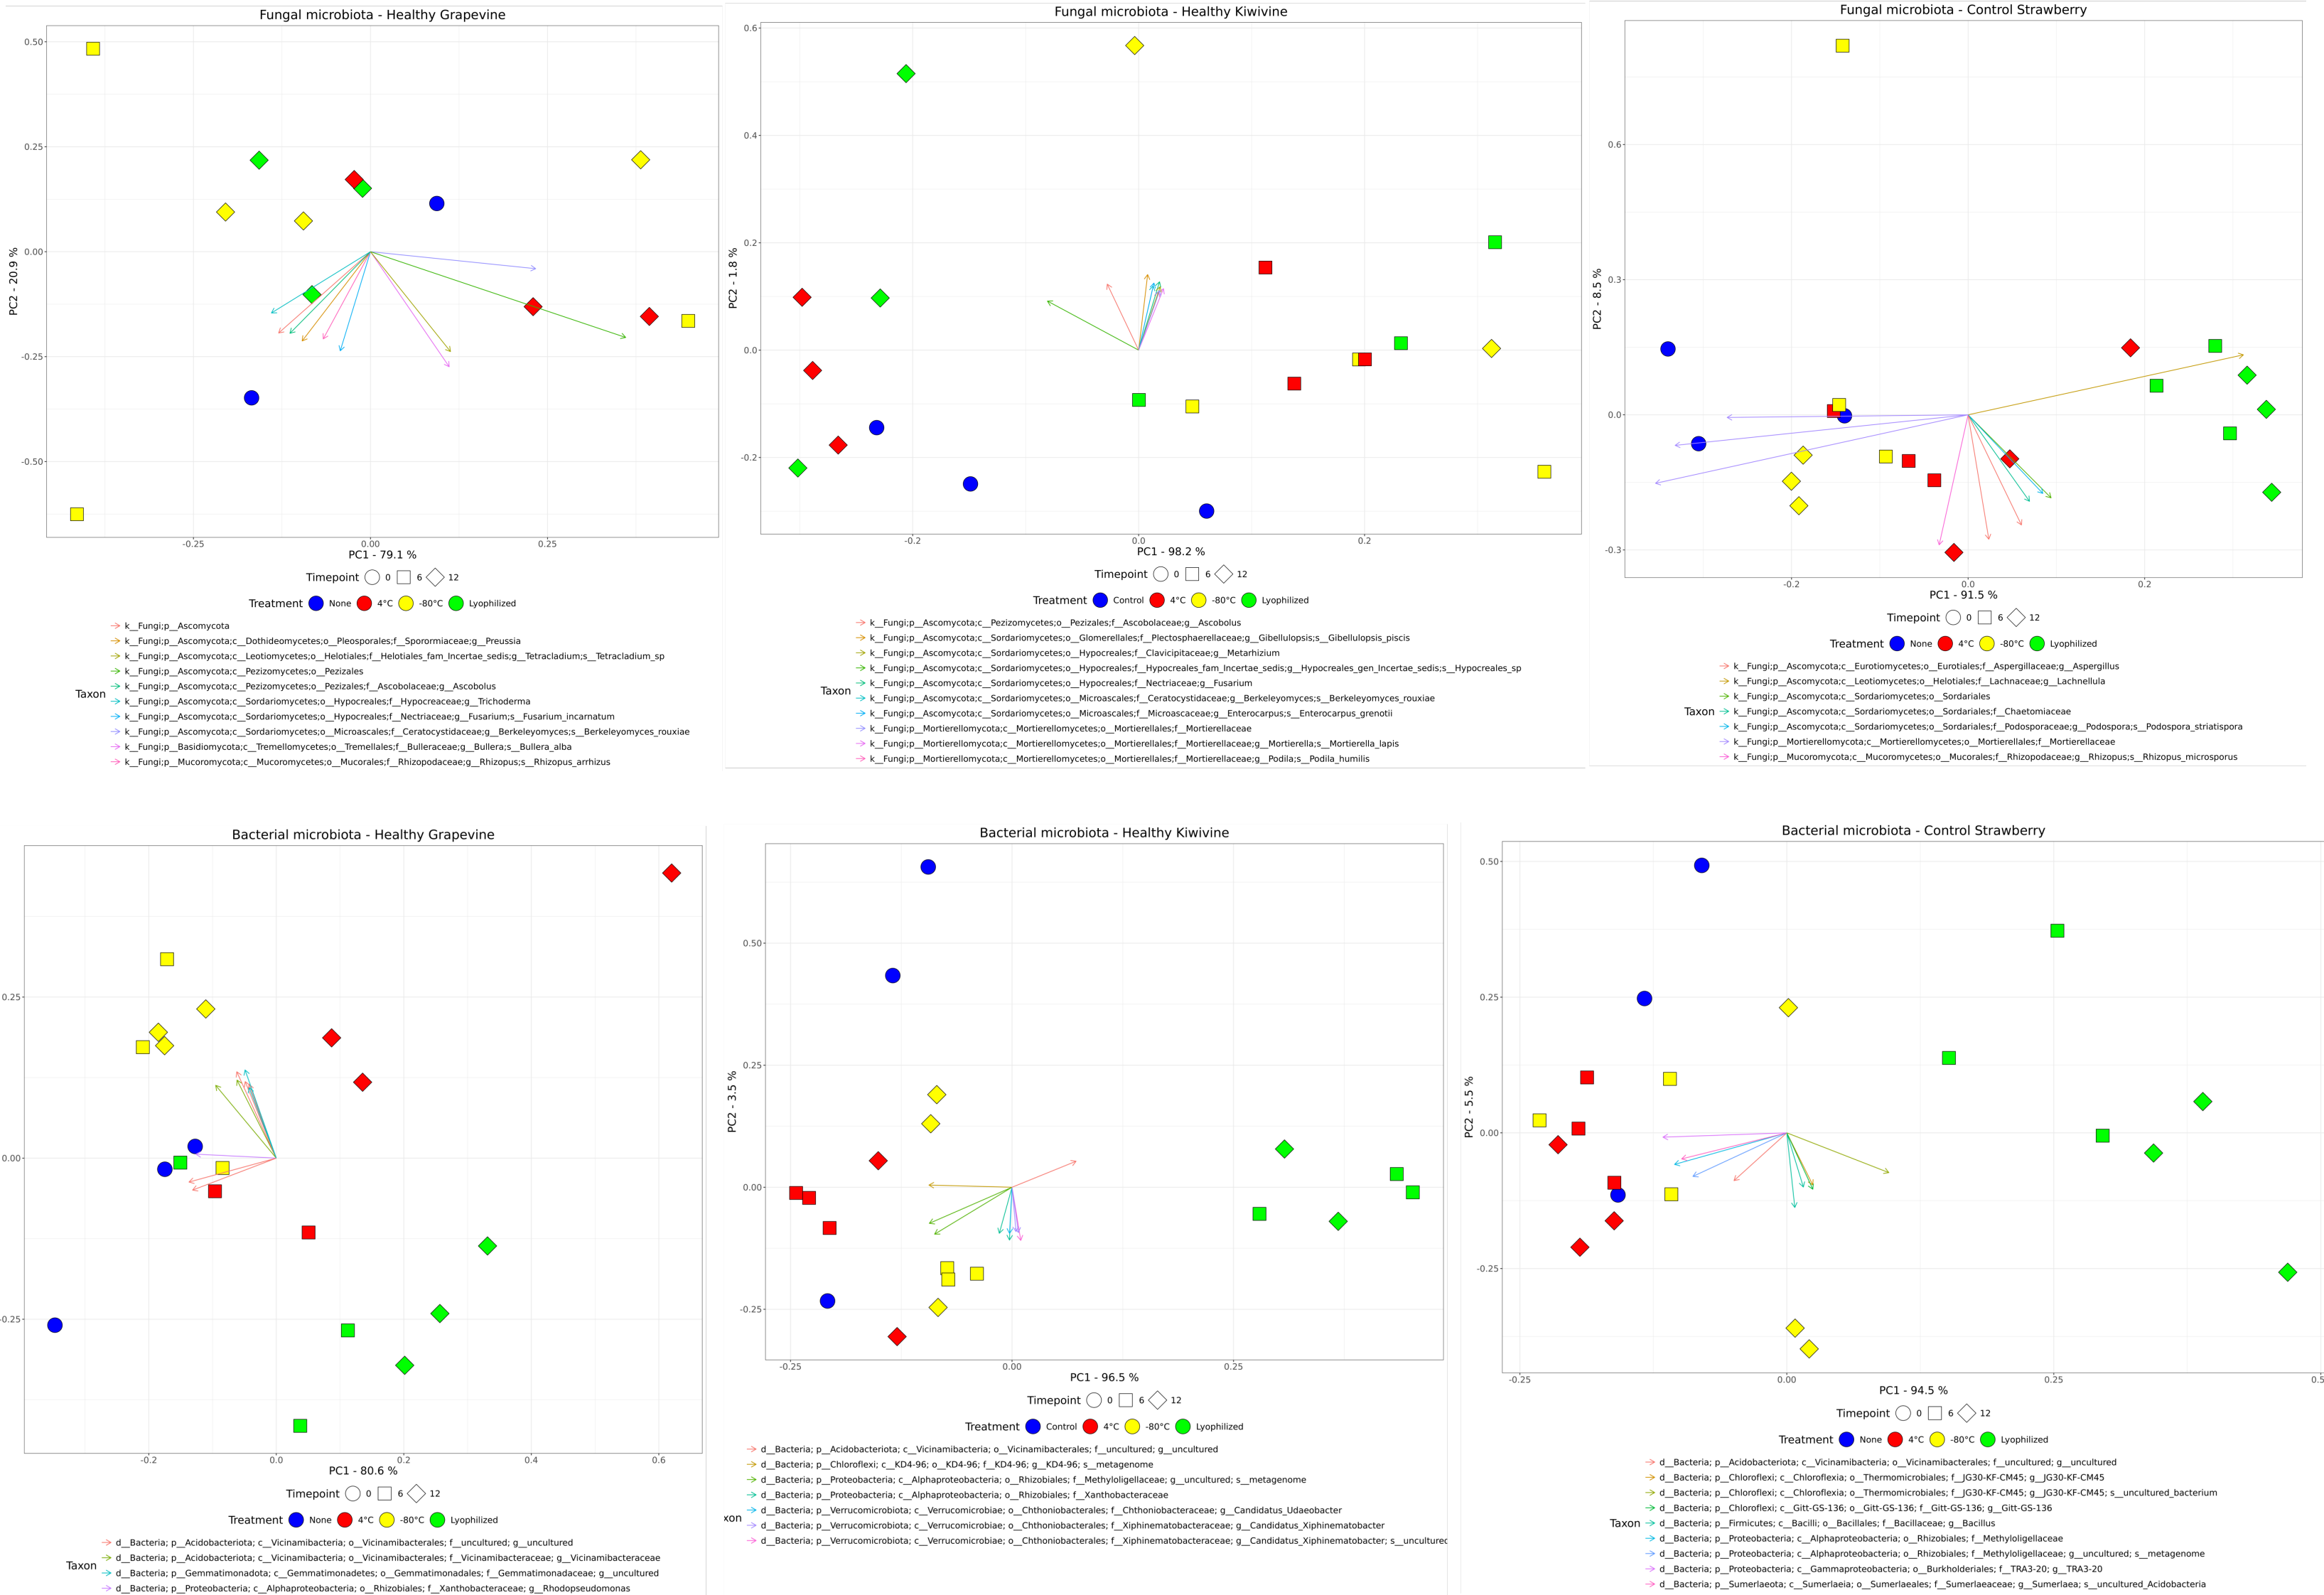 Fungal microbiota - Healthy Grapevine
0.50
0.25
0.00
-0.25
-0.50
PC2 - 20.9 %
-0.25
0.00
0.25
PC1 - 79.1 %
Timepoint 0 6 12
Treatment None 4°C -80°C Lyophilized
Taxon
k__Fungi;p__Ascomycota
k__Fungi;p__Ascomycota;c__Dothideomycetes;o__Pleosporales;f__Sporormiaceae;g__Preussia
k__Fungi;p__Ascomycota;c__Leotiomycetes;o__Helotiales;f__Helotiales_fam_Incertae_sedis;g__Tetracladium;s__Tetracladium_sp
k__Fungi;p__Ascomycota;c__Pezizomycetes;o__Pezizales
k__Fungi;p__Ascomycota;c__Pezizomycetes;o__Pezizales;f__Ascobolaceae;g__Ascobolus
k__Fungi;p__Ascomycota;c__Sordariomycetes;o__Hypocreales;f__Hypocreaceae;g__Trichoderma
k__Fungi;p__Ascomycota;c__Sordariomycetes;o__Hypocreales;f__Nectriaceae;g__Fusarium;s__Fusarium_incarnatum
k__Fungi;p__Ascomycota;c__Sordariomycetes;o__Microascales;f__Ceratocystidaceae;g__Berkeleyomyces;s__Berkeleyomyces_rouxiae
k__Fungi;p__Basidiomycota;c__Tremellomycetes;o__Tremellales;f__Bulleraceae;g__Bullera;s__Bullera_alba
k__Fungi;p__Mucoromycota;c__Mucoromycetes;o__Mucorales;f__Rhizopodaceae;g__Rhizopus;s__Rhizopus_arrhizus
Fungal microbiota - Healthy Kiwivine
0.6
0.4
0.2
0.0
-0.2
PC2 - 1.8 %
-0.2
0.0
0.2
PC1 - 98.2 %
Timepoint 0 6 12
Treatment Control 4°C -80°C Lyophilized
Taxon
k__Fungi;p__Ascomycota;c__Pezizomycetes;o__Pezizales;f__Ascobolaceae;g__Ascobolus
k__Fungi;p__Ascomycota;c__Sordariomycetes;o__Glomerellales;f__Plectosphaerellaceae;g__Gibellulopsis;s__Gibellulopsis_piscis
k__Fungi;p__Ascomycota;c__Sordariomycetes;o__Hypocreales;f__Clavicipitaceae;g__Metarhizium
k__Fungi;p__Ascomycota;c__Sordariomycetes;o__Hypocreales;f__Hypocreales_fam_Incertae_sedis;g__Hypocreales_gen_Incertae_sedis;s__Hypocreales_sp
k__Fungi;p__Ascomycota;c__Sordariomycetes;o__Hypocreales;f__Nectriaceae;g__Fusarium
k__Fungi;p__Ascomycota;c__Sordariomycetes;o__Microascales;f__Ceratocystidaceae;g__Berkeleyomyces;s__Berkeleyomyces_rouxiae
k__Fungi;p__Ascomycota;c__Sordariomycetes;o__Microascales;f__Microascaceae;g__Enterocarpus;s__Enterocarpus_grenotii
k__Fungi;p__Mortierellomycota;c__Mortierellomycetes;o__Mortierellales;f__Mortierellaceae
k__Fungi;p__Mortierellomycota;c__Mortierellomycetes;o__Mortierellales;f__Mortierellaceae;g__Mortierella;s__Mortierella_lapis
k__Fungi;p__Mortierellomycota;c__Mortierellomycetes;o__Mortierellales;f__Mortierellaceae;g__Podila;s__Podila_humilis
Fungal microbiota - Control Strawberry
0.6
0.3
0.0
-0.3
PC2 - 8.5 %
-0.2
0.0
0.2
PC1 - 91.5 %
Timepoint 0 6 12
Treatment None 4°C -80°C Lyophilized
Taxon
k__Fungi;p__Ascomycota;c__Eurotiomycetes;o__Eurotiales;f__Aspergillaceae;g__Aspergillus
k__Fungi;p__Ascomycota;c__Leotiomycetes;o__Helotiales;f__Lachnaceae;g__Lachnellula
k__Fungi;p__Ascomycota;c__Sordariomycetes;o__Sordariales
k__Fungi;p__Ascomycota;c__Sordariomycetes;o__Sordariales;f__Chaetomiaceae
k__Fungi;p__Ascomycota;c__Sordariomycetes;o__Sordariales;f__Podosporaceae;g__Podospora;s__Podospora_striatispora
k__Fungi;p__Mortierellomycota;c__Mortierellomycetes;o__Mortierellales;f__Mortierellaceae
k__Fungi;p__Mucoromycota;c__Mucoromycetes;o__Mucorales;f__Rhizopodaceae;g__Rhizopus;s__Rhizopus_microsporus
Bacterial microbiota - Healthy Grapevine
0.25
0.00
-0.25
-0.2
0.0
0.2
0.4
0.6
PC1 - 80.6 %
Timepoint 0 6 12
Treatment None 4°C -80°C Lyophilized
Taxon
d__Bacteria; p__Acidobacteriota; c__Vicinamibacteria; o__Vicinamibacterales; f__uncultured; g__uncultured
d__Bacteria; p__Acidobacteriota; c__Vicinamibacteria; o__Vicinamibacterales; f__Vicinamibacteraceae; g__Vicinamibacteraceae
d__Bacteria; p__Gemmatimonadota; c__Gemmatimonadetes; o__Gemmatimonadales; f__Gemmatimonadaceae; g__uncultured
d__Bacteria; p__Proteobacteria; c__Alphaproteobacteria; o__Rhizobiales; f__Xanthobacteraceae; g__Rhodopseudomonas
Bacterial microbiota - Healthy Kiwivine
0.50
0.25
0.00
-0.25
PC2 - 3.5 %
-0.25
0.00
0.25
PC1 - 96.5 %
Timepoint 0 6 12
Treatment Control 4°C -80°C Lyophilized
xon
d__Bacteria; p__Acidobacteriota; c__Vicinamibacteria; o__Vicinamibacterales; f__uncultured; g__uncultured
d__Bacteria; p__Chloroflexi; c__KD4-96; o__KD4-96; f__KD4-96; g__KD4-96; s__metagenome
d__Bacteria; p__Proteobacteria; c__Alphaproteobacteria; o__Rhizobiales; f__Methyloligellaceae; g__uncultured; s__metagenome
d__Bacteria; p__Proteobacteria; c__Alphaproteobacteria; o__Rhizobiales; f__Xanthobacteraceae
d__Bacteria; p__Verrucomicrobiota; c__Verrucomicrobiae; o__Chthoniobacterales; f__Chthoniobacteraceae; g__Candidatus_Udaeobacter
d__Bacteria; p__Verrucomicrobiota; c__Verrucomicrobiae; o__Chthoniobacterales; f__Xiphinematobacteraceae; g__Candidatus_Xiphinematobacter
d__Bacteria; p__Verrucomicrobiota; c__Verrucomicrobiae; o__Chthoniobacterales; f__Xiphinematobacteraceae; g__Candidatus_Xiphinematobacter; s__uncultured
Bacterial microbiota - Control Strawberry
0.50
0.25
0.00
-0.25
PC2 - 5.5 %
-0.25
0.00
0.25
0.5
PC1 - 94.5 %
Timepoint 0 6 12
Treatment None 4°C -80°C Lyophilized
Taxon
d__Bacteria; p__Acidobacteriota; c__Vicinamibacteria; o__Vicinamibacterales; f__uncultured; g__uncultured
d__Bacteria; p__Chloroflexi; c__Chloroflexia; o__Thermomicrobiales; f__JG30-KF-CM45; g__JG30-KF-CM45
d__Bacteria; p__Chloroflexi; c__Chloroflexia; o__Thermomicrobiales; f__JG30-KF-CM45; g__JG30-KF-CM45; s__uncultured_bacterium
d__Bacteria; p__Chloroflexi; c__Gitt-GS-136; o__Gitt-GS-136; f__Gitt-GS-136; g__Gitt-GS-136
d__Bacteria; p__Firmicutes; c__Bacilli; o__Bacillales; f__Bacillaceae; g__Bacillus
d__Bacteria; p__Proteobacteria; c__Alphaproteobacteria; o__Rhizobiales; f__Methyloligellaceae
d__Bacteria; p__Proteobacteria; c__Alphaproteobacteria; o__Rhizobiales; f__Methyloligellaceae; g__uncultured; s__metagenome
d__Bacteria; p__Proteobacteria; c__Gammaproteobacteria; o__Burkholderiales; f__TRA3-20; g__TRA3-20
d__Bacteria; p__Sumerlaeota; c__Sumerlaeia; o__Sumerlaeales; f__Sumerlaeaceae; g__Sumerlaea; s__uncultured_Acidobacteria